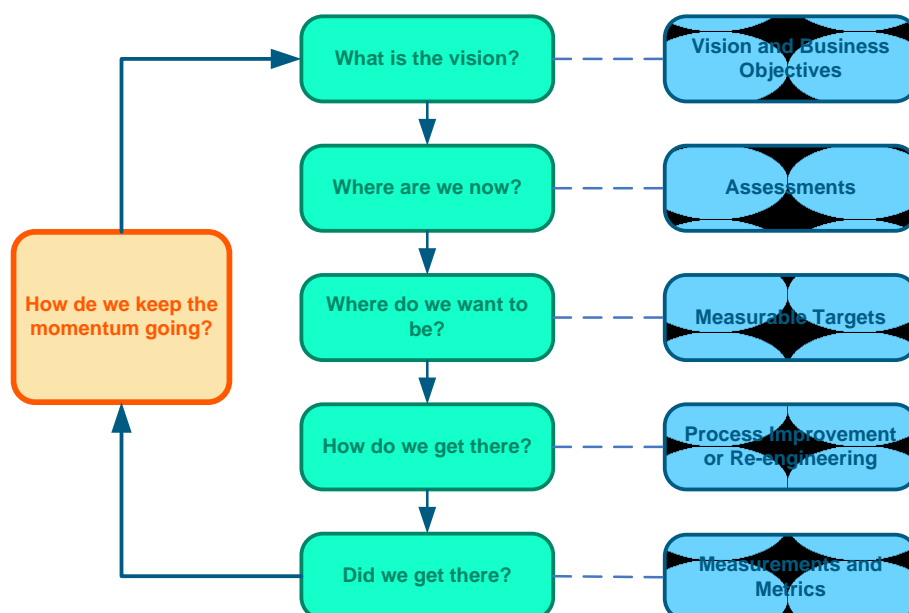 What is the vision?
Vision and Business
Objectives
Where are we now?
Assessments
How de we keep the
momentum going?
Where do we want to
be?
Measurable Targets
How do we get there?
Process Improvement
or Re-engineering
Did we get there?
Measurements and
Metrics